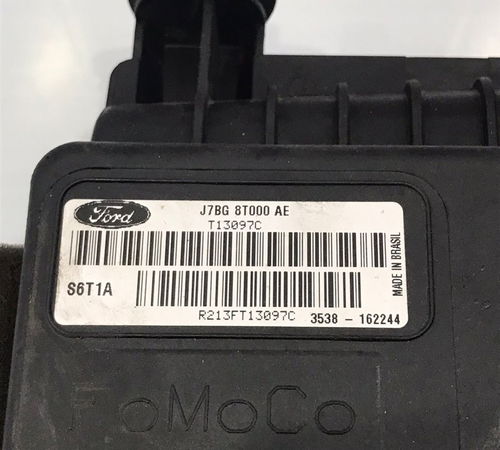 Ford
J7BG 8T000 AE
T13097C
S6T1A
R213FT13097C
3538 - 162244
MADE IN BRASIL
FoMoCo